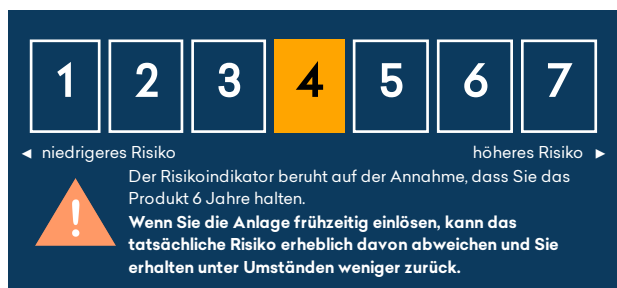 1 2 3 4 5 6 7
◄ niedrigeres Risiko höheres Risiko ►
Der Risikoindikator beruht auf der Annahme, dass Sie das
Produkt 6 Jahre halten.
Wenn Sie die Anlage frühzeitig einlösen, kann das
tatsächliche Risiko erheblich davon abweichen und Sie
erhalten unter Umständen weniger zurück.
!